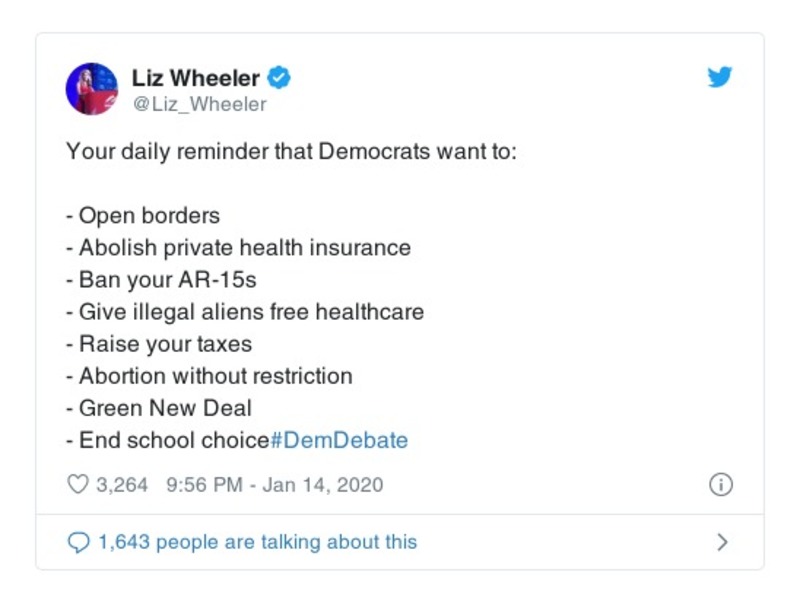 Liz Wheeler
@Liz_Wheeler
Your daily reminder that Democrats want to:
- Open borders
- Abolish private health insurance
- Ban your AR-15s
- Give illegal aliens free healthcare
- Raise your taxes
- Abortion without restriction
- Green New Deal
- End school choice#DemDebate
3,264 9:56 PM - Jan 14, 2020
1,643 people are talking about this